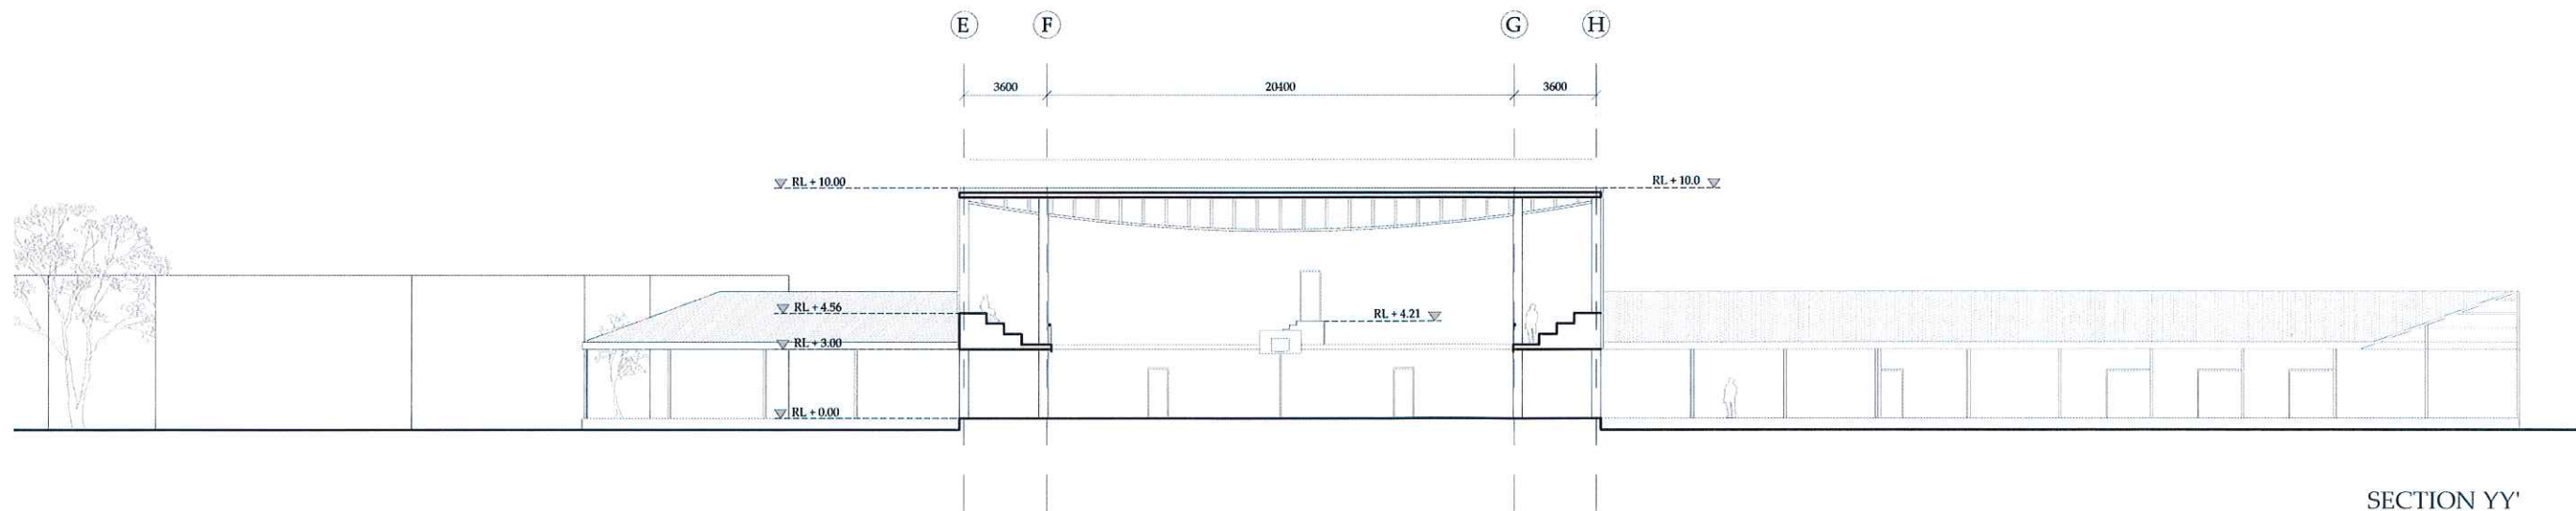 E F G H
3600 20400 3600
RL + 10.00 RL + 10.0
RL + 4.56
RL + 4.21
RL + 3.00
RL + 0.00
SECTION YY'